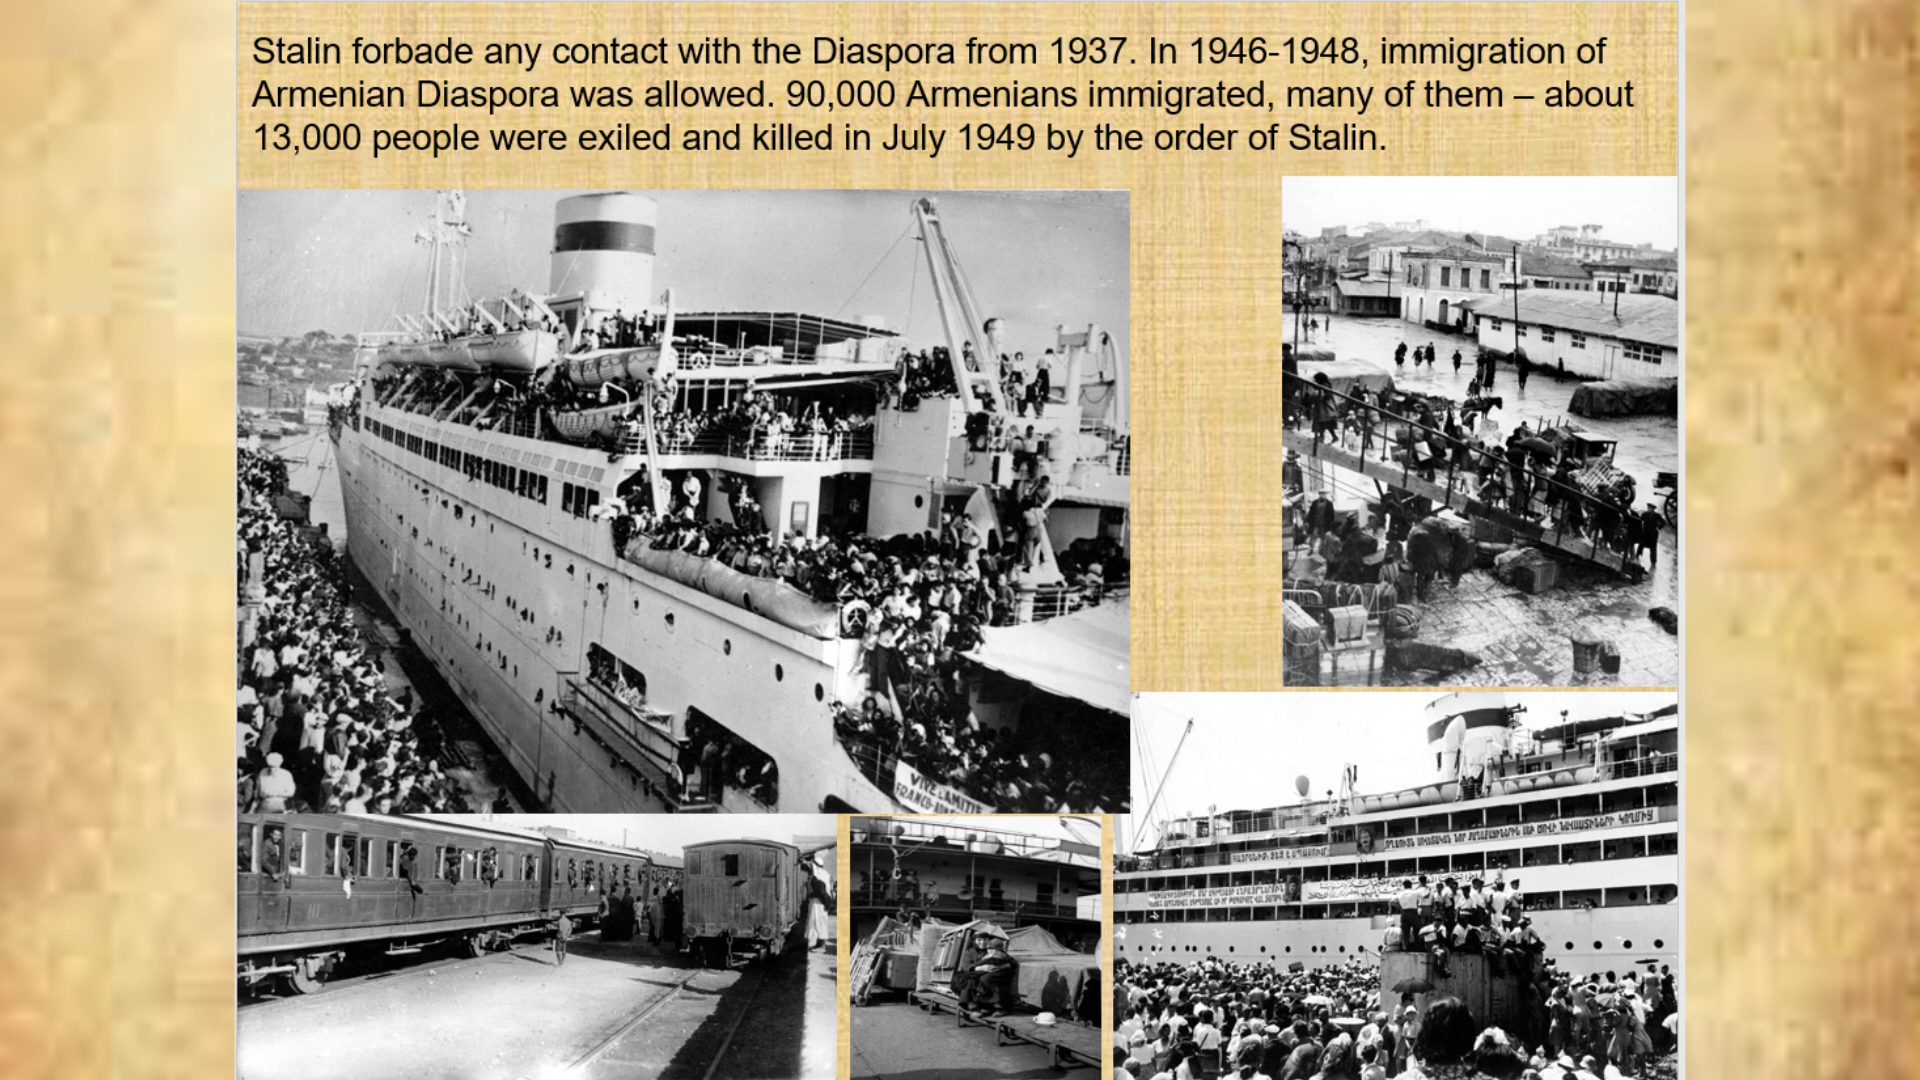 Stalin forbade any contact with the Diaspora from 1937. In 1946-1948, immigration of
Armenian Diaspora was allowed. 90,000 Armenians immigrated, many of them – about
13,000 people were exiled and killed in July 1949 by the order of Stalin.
VIVE L'AMITIE
FRANCO-